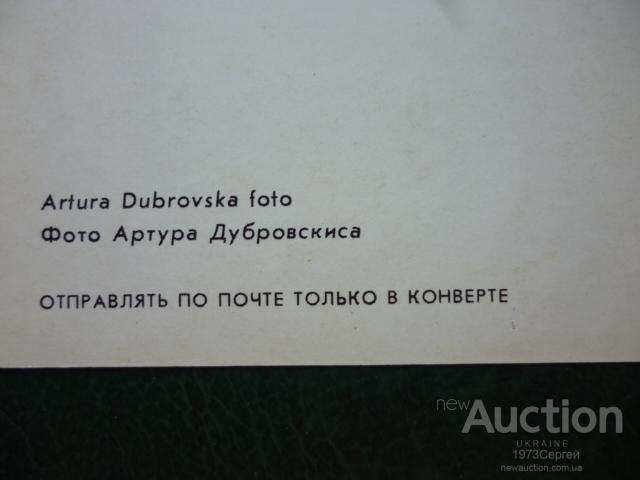 Artura Dubrovska foto
Фото Артура Дубровскиса
ОТПРАВЛЯТЬ ПО ПОЧТЕ ТОЛЬКО В КОНВЕРТЕ
new Auction
UKRAINE
1973Сергей
newauction.com.ua